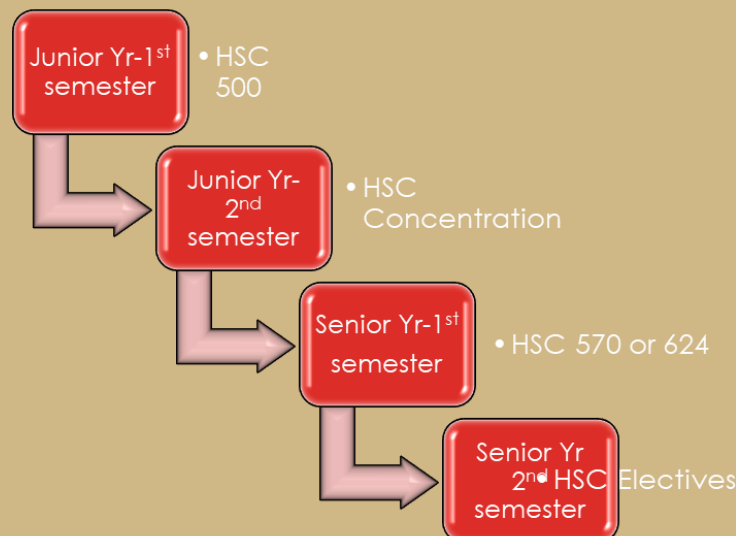 Junior Yr-1st
semester
• HSC
500
Junior Yr-
2nd
semester
• HSC
Concentration
Senior Yr-1st
semester
• HSC 570 or 624
Senior Yr
2nd
semester
• HSC Electives